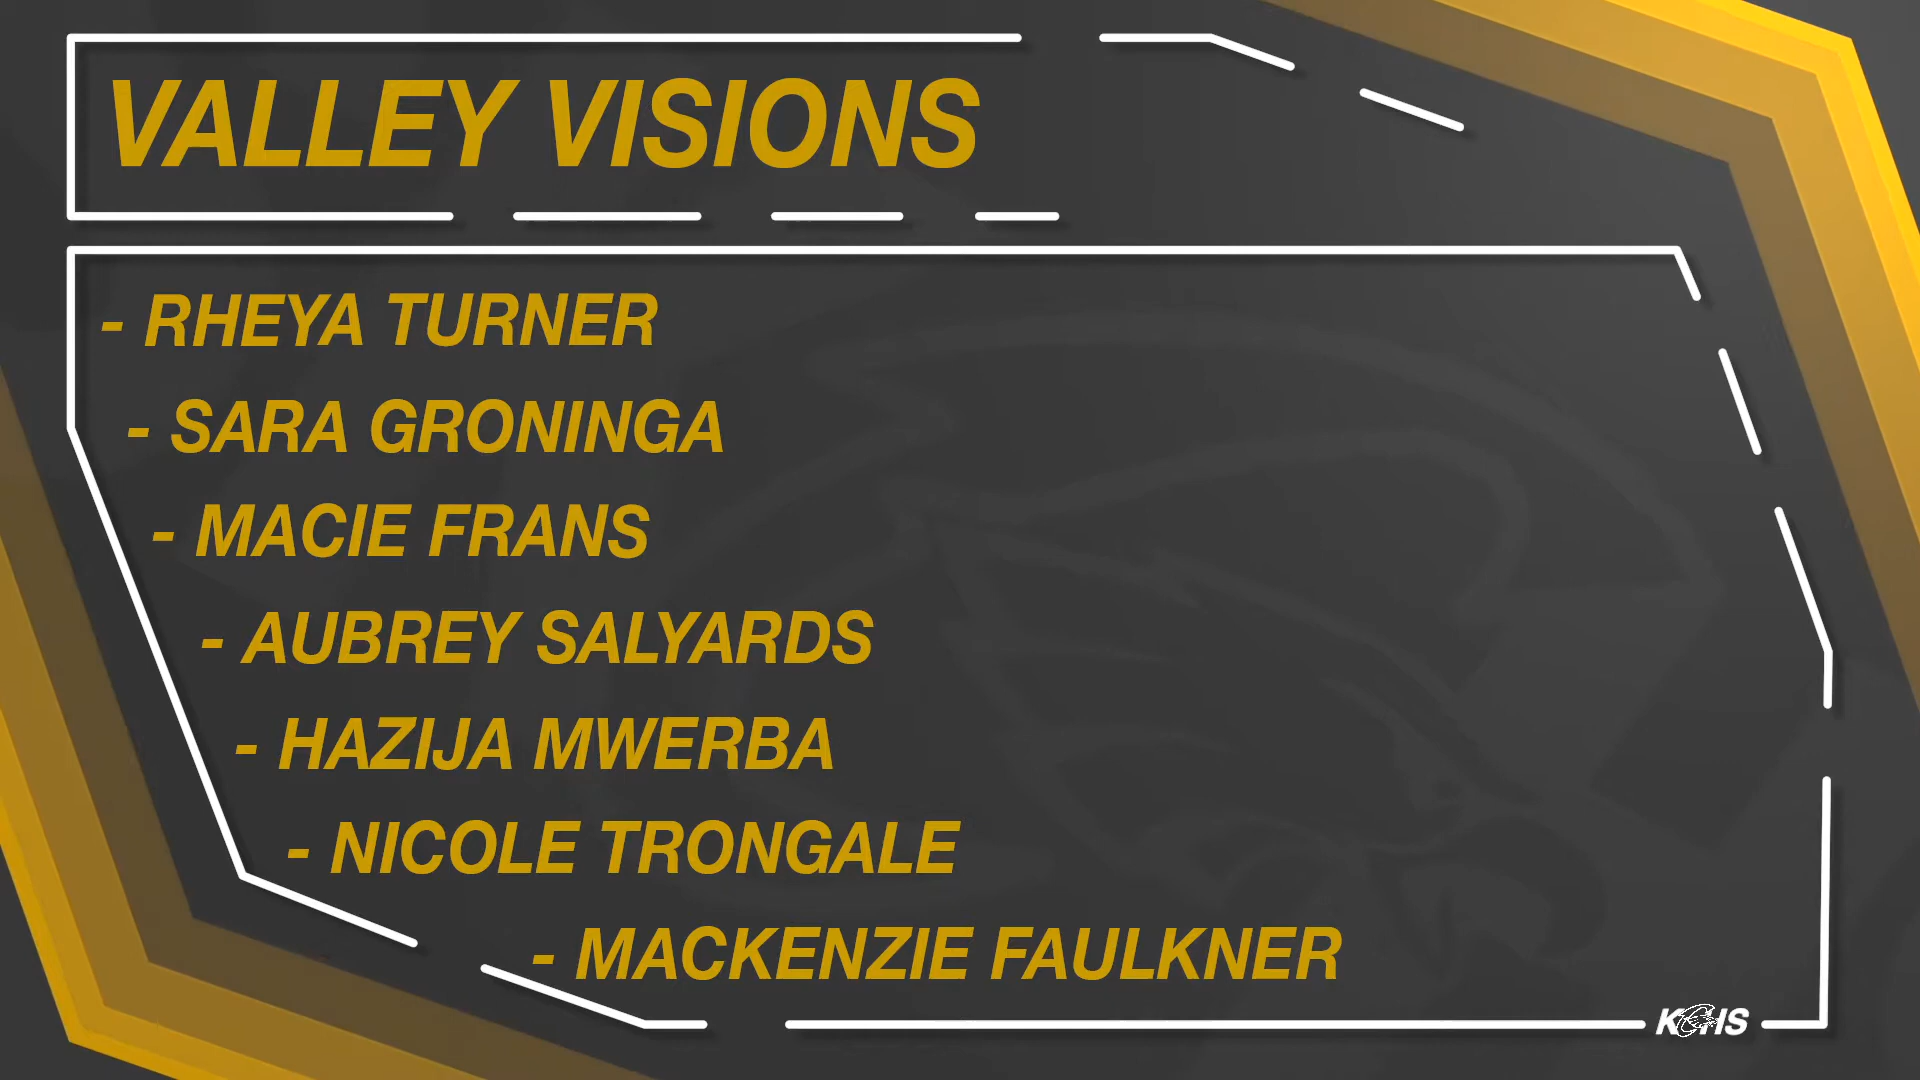 VALLEY VISIONS
- RHEYA TURNER
- SARA GRONINGA
- MACIE FRANS
- AUBREY SALYARDS
- HAZIJA MWERBA
- NICOLE TRONGALE
- MACKENZIE FAULKNER